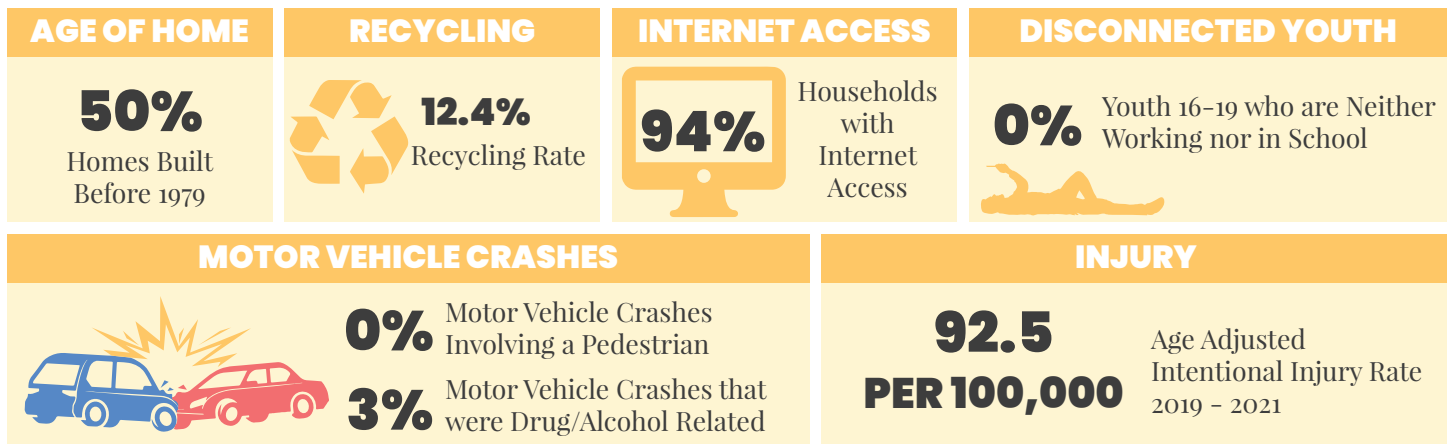 AGE OF HOME
50%
Homes Built
Before 1979
RECYCLING
12.4%
Recycling Rate
INTERNET ACCESS
94%
Households
with
Internet
Access
DISCONNECTED YOUTH
0%
Youth 16-19 who are Neither
Working nor in School
MOTOR VEHICLE CRASHES
0%
Motor Vehicle Crashes
Involving a Pedestrian
3%
Motor Vehicle Crashes that
were Drug/Alcohol Related
INJURY
92.5
PER 100,000
Age Adjusted
Intentional Injury Rate
2019 - 2021